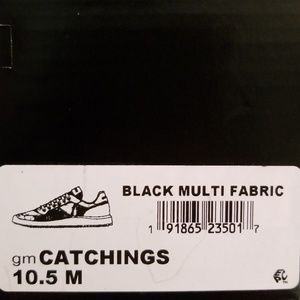 BLACK MULTI FABRIC
1 91865 23501 7
gm CATCHINGS
10.5 M